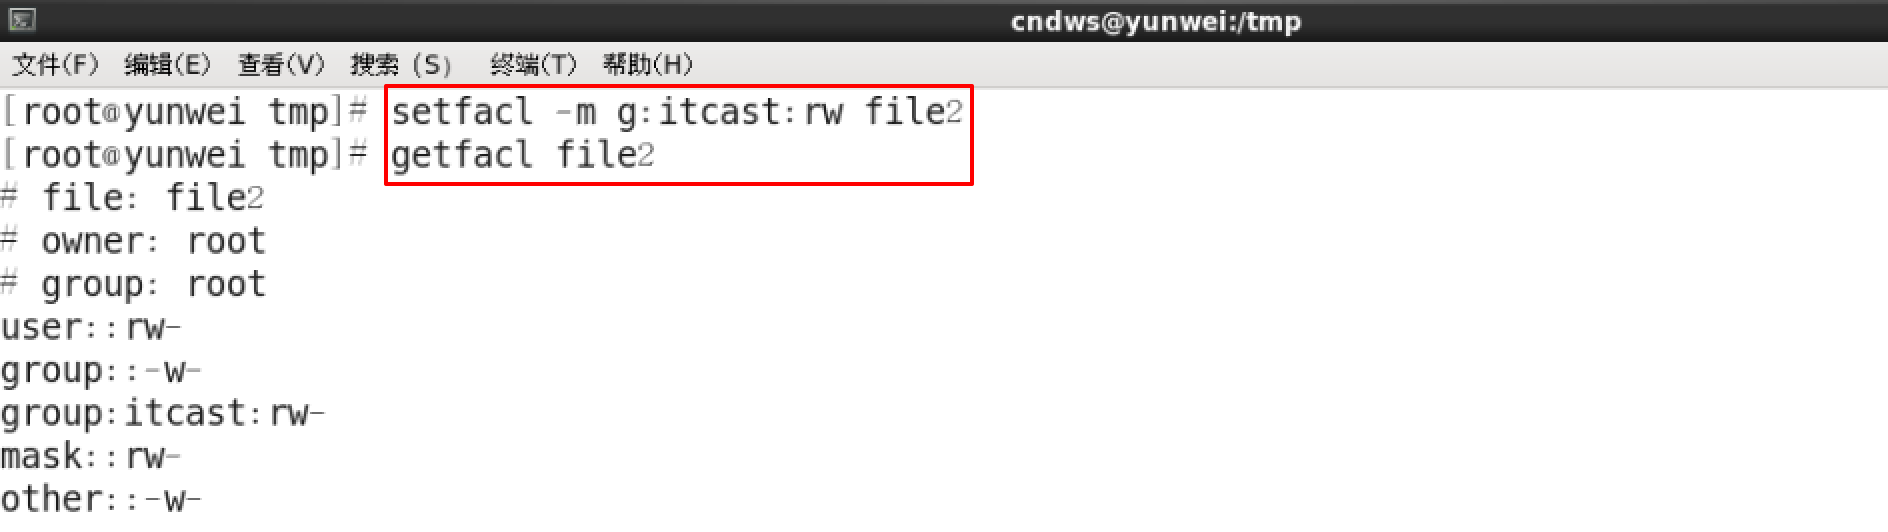 cndws@yunwei:/tmp
文件(F) 编辑(E) 查看(V) 搜索 (S) 终端(T) 帮助(H)
[root@yunwei tmp]# setfacl -m g:itcast:rw file2
[root@yunwei tmp]# getfacl file2
# file: file2
# owner: root
# group: root
user::rw-
group::-w-
group:itcast:rw-
mask::rw-
other::-w-